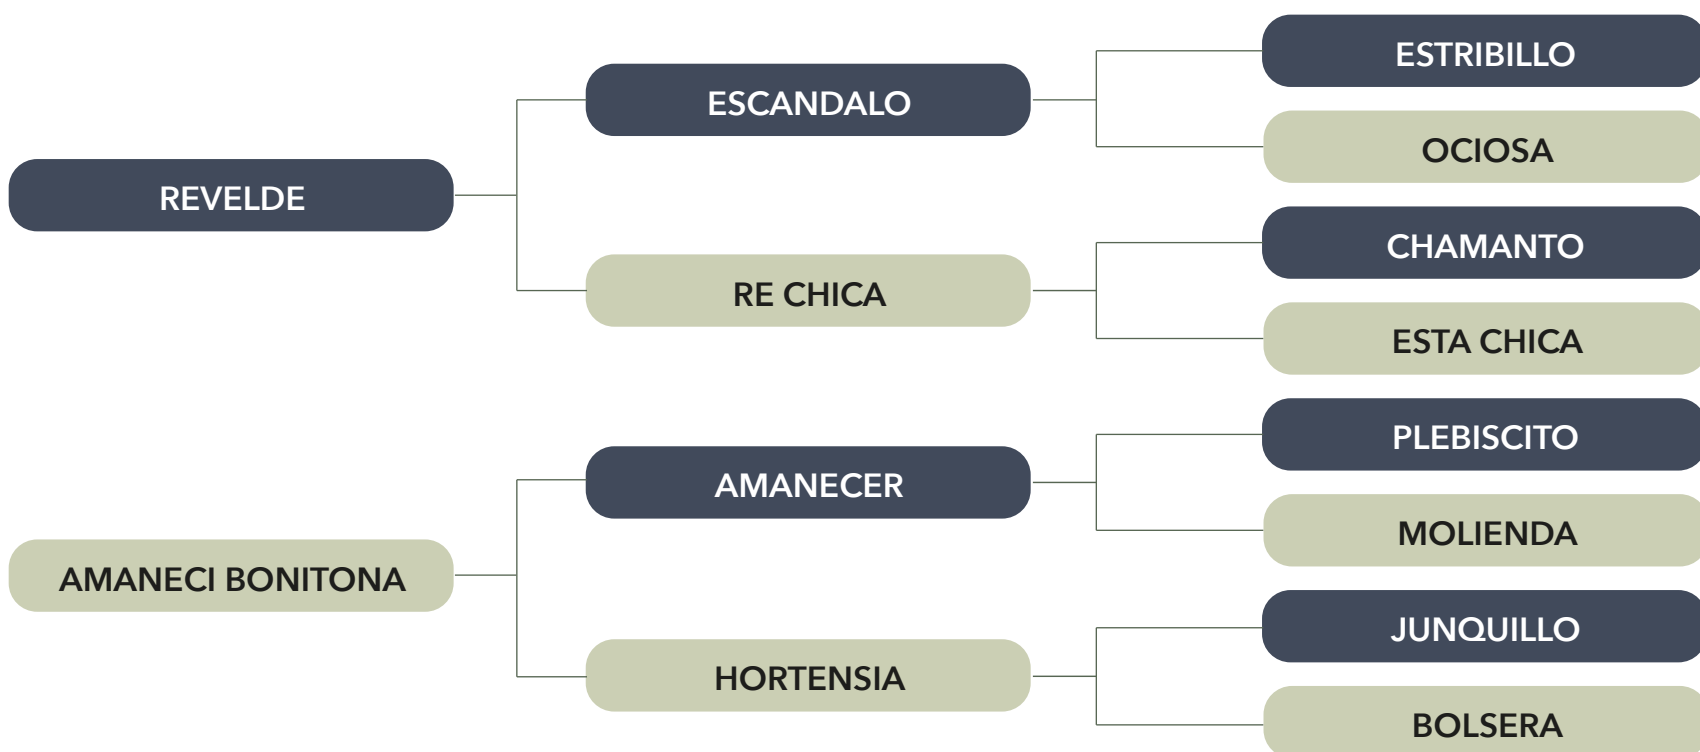 REVELDE
ESCANDALO
ESTRIBILLO
OCIOSA
RE CHICA
CHAMANTO
ESTA CHICA
AMANECI BONITONA
AMANECER
PLEBISCITO
MOLIENDA
HORTENSIA
JUNQUILLO
BOLSERA